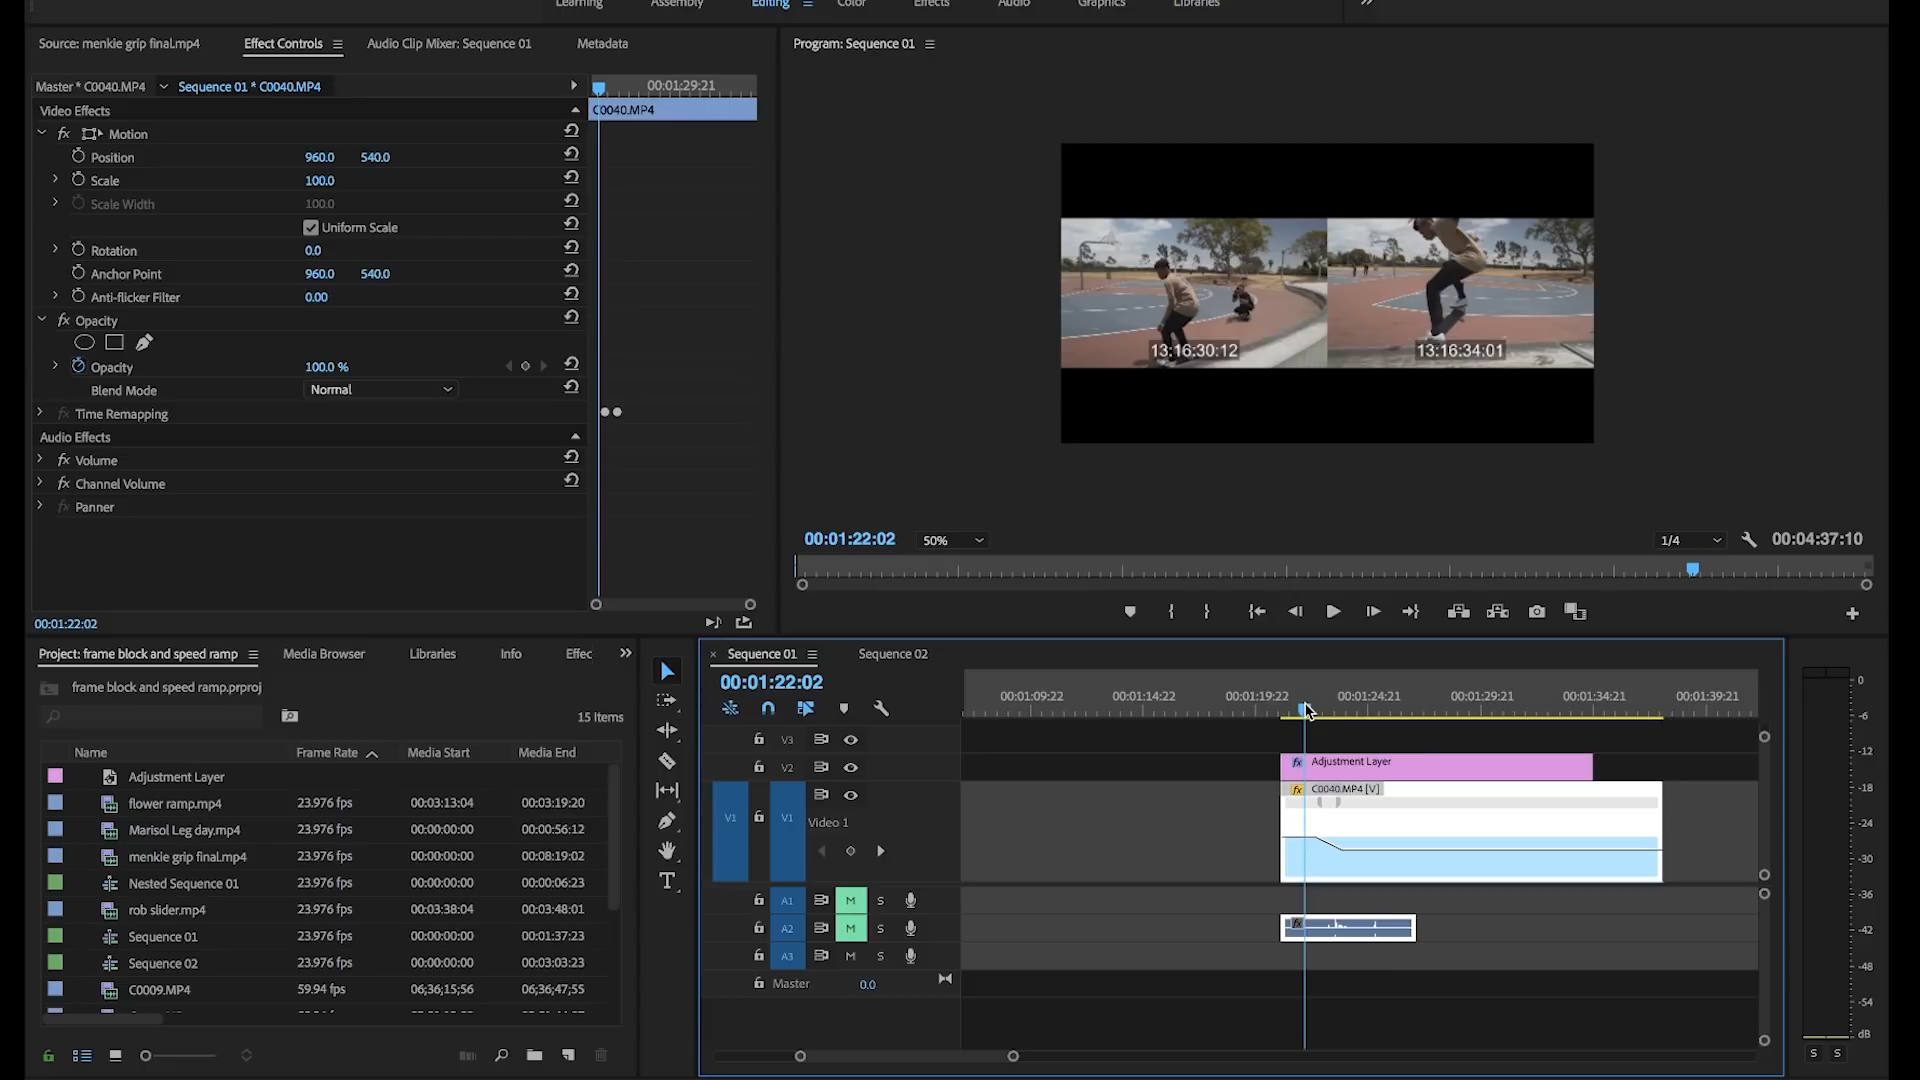 Learning Assembly Editing Color Effects Audio Graphics Libraries
Source: menkie grip final.mp4 Effect Controls Audio Clip Mixer: Sequence 01 Metadata
Master * C0040.MP4 Sequence 01 * C0040.MP4 00:01:29:21
Video Effects C0040.MP4
fx Motion
Position 960.0 540.0
Scale 100.0
Scale Width 100.0
Uniform Scale
Rotation 0.0
Anchor Point 960.0 540.0
Anti-flicker Filter 0.00
fx Opacity
Opacity 100.0 %
Blend Mode Normal
fx Time Remapping
Audio Effects
fx Volume
fx Channel Volume
fx Panner
00:01:22:02
Program: Sequence 01
13:16:30:12 13:16:34:01
00:01:22:02 50% 1/4 00:04:37:10
Project: frame block and speed ramp Media Browser Libraries Info Effec
frame block and speed ramp.prproj
15 Items
Name Frame Rate Media Start Media End
Adjustment Layer
flower ramp.mp4 23.976 fps 00:03:13:04 00:03:19:20
Marisol Leg day.mp4 23.976 fps 00:00:00:00 00:00:56:12
menkie grip final.mp4 23.976 fps 00:00:00:00 00:08:19:02
Nested Sequence 01 23.976 fps 00:00:00:00 00:00:06:23
rob slider.mp4 23.976 fps 00:03:38:04 00:03:48:01
Sequence 01 23.976 fps 00:00:00:00 00:01:37:23
Sequence 02 23.976 fps 00:00:00:00 00:03:03:23
C0009.MP4 59.94 fps 06;36;15;56 06;36;47;55
Sequence 01 Sequence 02
00:01:22:02
00:01:09:22 00:01:14:22 00:01:19:22 00:01:24:21 00:01:29:21 00:01:34:21 00:01:39:21
V3
V2 fx Adjustment Layer
fx C0040.MP4 [V]
V1 V1 Video 1
A1 M S
A2 M S fx
A3 M S
Master 0.0
0
-6
-12
-18
-24
-30
-36
-42
-48
-54
dB
S S